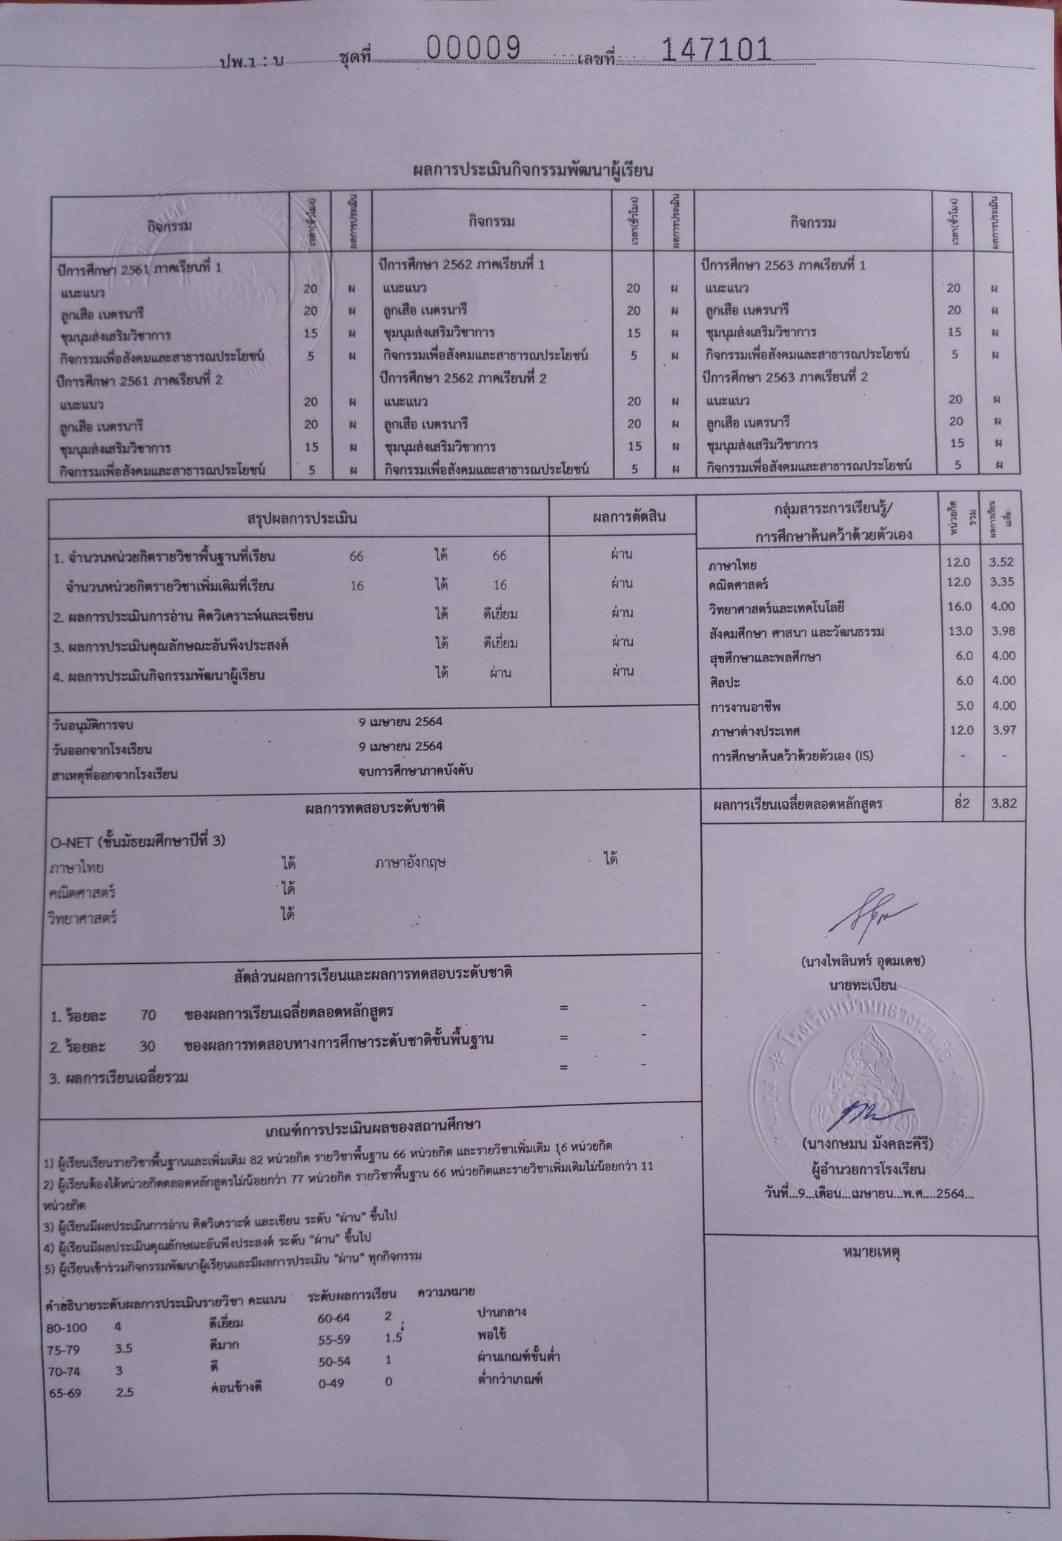 ปพ.1 : บ ชุดที่ 00009 เลขที่ 147101
ผลการประเมินกิจกรรมพัฒนาผู้เรียน
กิจกรรม เวลา(ชั่วโมง) ผลการประเมิน กิจกรรม เวลา(ชั่วโมง) ผลการประเมิน กิจกรรม เวลา(ชั่วโมง) ผลการประเมิน
ปีการศึกษา 2561 ภาคเรียนที่ 1 ปีการศึกษา 2562 ภาคเรียนที่ 1 ปีการศึกษา 2563 ภาคเรียนที่ 1
แนะแนว 20 ผ แนะแนว 20 ผ แนะแนว 20 ผ
ลูกเสือ เนตรนารี 20 ผ ลูกเสือ เนตรนารี 20 ผ ลูกเสือ เนตรนารี 20 ผ
ชุมนุมส่งเสริมวิชาการ 15 ผ ชุมนุมส่งเสริมวิชาการ 15 ผ ชุมนุมส่งเสริมวิชาการ 15 ผ
กิจกรรมเพื่อสังคมและสาธารณประโยชน์ 5 ผ กิจกรรมเพื่อสังคมและสาธารณประโยชน์ 5 ผ กิจกรรมเพื่อสังคมและสาธารณประโยชน์ 5 ผ
ปีการศึกษา 2561 ภาคเรียนที่ 2 ปีการศึกษา 2562 ภาคเรียนที่ 2 ปีการศึกษา 2563 ภาคเรียนที่ 2
แนะแนว 20 ผ แนะแนว 20 ผ แนะแนว 20 ผ
ลูกเสือ เนตรนารี 20 ผ ลูกเสือ เนตรนารี 20 ผ ลูกเสือ เนตรนารี 20 ผ
ชุมนุมส่งเสริมวิชาการ 15 ผ ชุมนุมส่งเสริมวิชาการ 15 ผ ชุมนุมส่งเสริมวิชาการ 15 ผ
กิจกรรมเพื่อสังคมและสาธารณประโยชน์ 5 ผ กิจกรรมเพื่อสังคมและสาธารณประโยชน์ 5 ผ กิจกรรมเพื่อสังคมและสาธารณประโยชน์ 5 ผ
สรุปผลการประเมิน ผลการตัดสิน
1. จำนวนหน่วยกิตรายวิชาพื้นฐานที่เรียน 66 ได้ 66 ผ่าน
จำนวนหน่วยกิตรายวิชาเพิ่มเติมที่เรียน 16 ได้ 16 ผ่าน
2. ผลการประเมินการอ่าน คิดวิเคราะห์และเขียน ได้ ดีเยี่ยม ผ่าน
3. ผลการประเมินคุณลักษณะอันพึงประสงค์ ได้ ดีเยี่ยม ผ่าน
4. ผลการประเมินกิจกรรมพัฒนาผู้เรียน ได้ ผ่าน ผ่าน
วันอนุมัติการจบ 9 เมษายน 2564
วันออกจากโรงเรียน 9 เมษายน 2564
สาเหตุที่ออกจากโรงเรียน จบการศึกษาภาคบังคับ
ผลการทดสอบระดับชาติ
O-NET (ชั้นมัธยมศึกษาปีที่ 3)
ภาษาไทย ได้ ภาษาอังกฤษ ได้
คณิตศาสตร์ ได้
วิทยาศาสตร์ ได้
สัดส่วนผลการเรียนและผลการทดสอบระดับชาติ
1. ร้อยละ 70 ของผลการเรียนเฉลี่ยตลอดหลักสูตร = -
2. ร้อยละ 30 ของผลการทดสอบทางการศึกษาระดับชาติขั้นพื้นฐาน = -
3. ผลการเรียนเฉลี่ยรวม = -
เกณฑ์การประเมินผลของสถานศึกษา
1) ผู้เรียนเรียนรายวิชาพื้นฐานและเพิ่มเติม 82 หน่วยกิต รายวิชาพื้นฐาน 66 หน่วยกิต และรายวิชาเพิ่มเติม 16 หน่วยกิต
2) ผู้เรียนต้องได้หน่วยกิตตลอดหลักสูตรไม่น้อยกว่า 77 หน่วยกิต รายวิชาพื้นฐาน 66 หน่วยกิตและรายวิชาเพิ่มเติมไม่น้อยกว่า 11
หน่วยกิต
3) ผู้เรียนมีผลประเมินการอ่าน คิดวิเคราะห์ และเขียน ระดับ "ผ่าน" ขึ้นไป
4) ผู้เรียนมีผลประเมินคุณลักษณะอันพึงประสงค์ ระดับ "ผ่าน" ขึ้นไป
5) ผู้เรียนเข้าร่วมกิจกรรมพัฒนาผู้เรียนและมีผลการประเมิน "ผ่าน" ทุกกิจกรรม
คำอธิบายระดับผลการประเมินรายวิชา คะแนน ระดับผลการเรียน ความหมาย
80-100 4 ดีเยี่ยม 60-64 2 ปานกลาง
75-79 3.5 ดีมาก 55-59 1.5 พอใช้
70-74 3 ดี 50-54 1 ผ่านเกณฑ์ขั้นต่ำ
65-69 2.5 ค่อนข้างดี 0-49 0 ต่ำกว่าเกณฑ์
กลุ่มสาระการเรียนรู้/ หน่วยกิตรวม ผลการเรียนเฉลี่ย
การศึกษาค้นคว้าด้วยตัวเอง
ภาษาไทย 12.0 3.52
คณิตศาสตร์ 12.0 3.35
วิทยาศาสตร์และเทคโนโลยี 16.0 4.00
สังคมศึกษา ศาสนา และวัฒนธรรม 13.0 3.98
สุขศึกษาและพลศึกษา 6.0 4.00
ศิลปะ 6.0 4.00
การงานอาชีพ 5.0 4.00
ภาษาต่างประเทศ 12.0 3.97
การศึกษาค้นคว้าด้วยตัวเอง (IS) - -
ผลการเรียนเฉลี่ยตลอดหลักสูตร 82 3.82
(นางไพลินทร์ อุดมเดช)
นายทะเบียน
(นางกษมน มังคละคีรี)
ผู้อำนวยการโรงเรียน
วันที่...9...เดือน...เมษายน...พ.ศ....2564...
หมายเหตุ